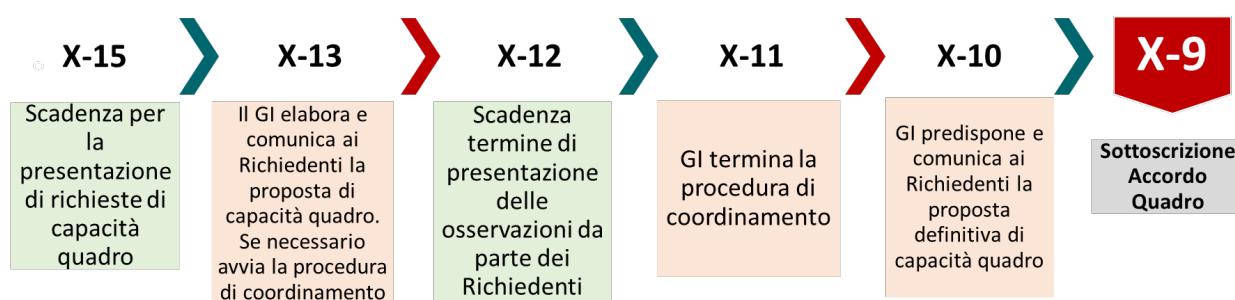 X-15
Scadenza per
la
presentazione
di richieste di
capacità
quadro
X-13
Il GI elabora e
comunica ai
Richiedenti la
proposta di
capacità quadro.
Se necessario
avvia la procedura
di coordinamento
X-12
Scadenza
termine di
presentazione
delle
osservazioni da
parte dei
Richiedenti
X-11
GI termina la
procedura di
coordinamento
X-10
GI predispone e
comunica ai
Richiedenti la
proposta
definitiva di
capacità quadro
X-9
Sottoscrizione
Accordo
Quadro